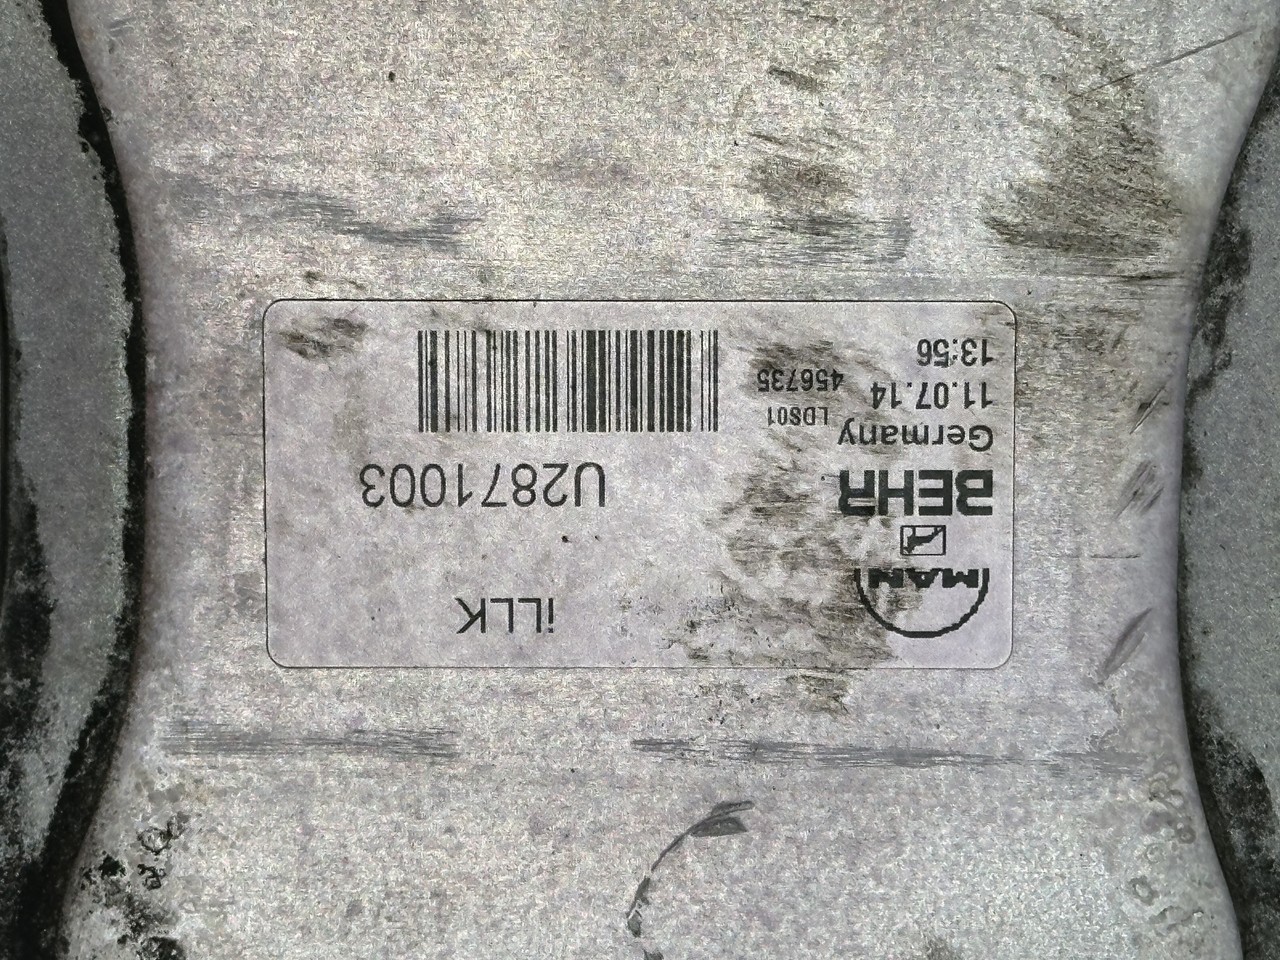 MAN
BEHR
Germany
11.07.14
13:56
LDS01
456735
iLLK
U2871003